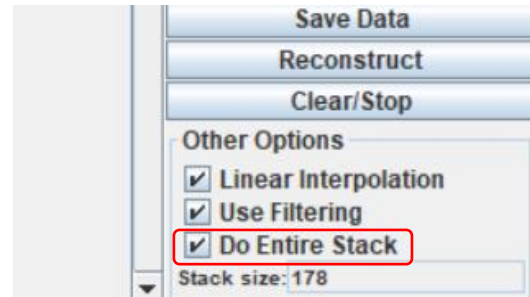 Save Data
Reconstruct
Clear/Stop
Other Options
Linear Interpolation
Use Filtering
Do Entire Stack
Stack size: 178